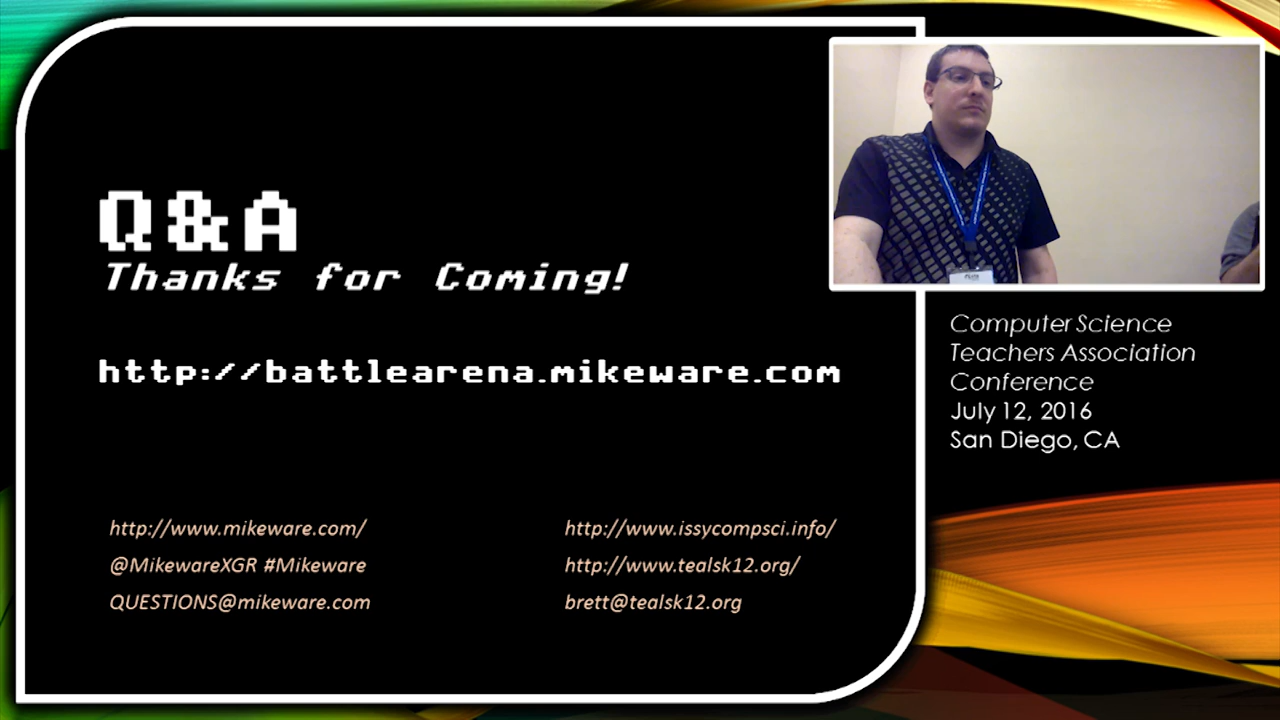 Q&A
Thanks for Coming!
http://battlearena.mikeware.com
http://www.mikeware.com/
@MikewareXGR #Mikeware
QUESTIONS@mikeware.com
http://www.issycompsci.info/
http://www.tealsk12.org/
brett@tealsk12.org
Computer Science
Teachers Association
Conference
July 12, 2016
San Diego, CA